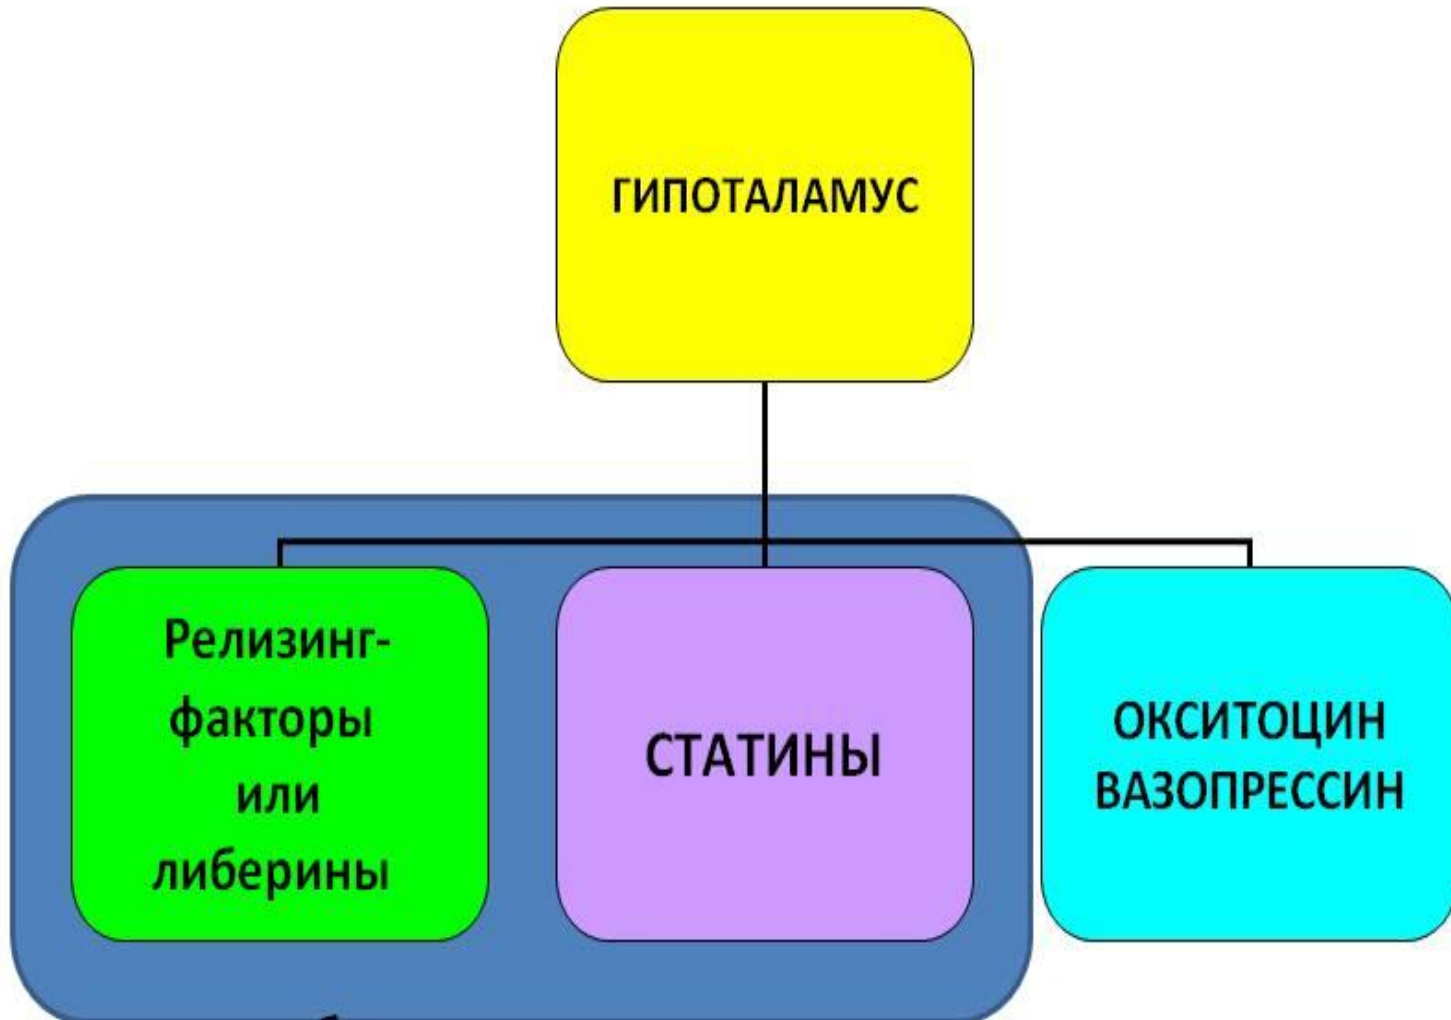 ГИПОТАЛАМУС
Релизинг-
факторы
или
либерины
СТАТИНЫ
ОКСИТОЦИН
ВАЗОПРЕССИН